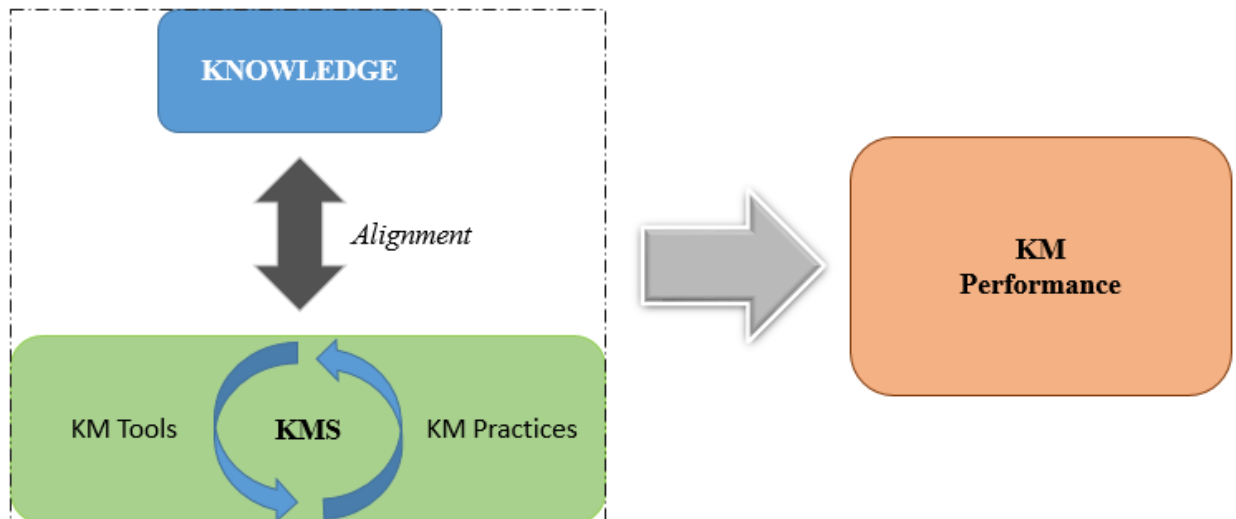 KNOWLEDGE
Alignment
KM Tools
KMS
KM Practices
KM
Performance